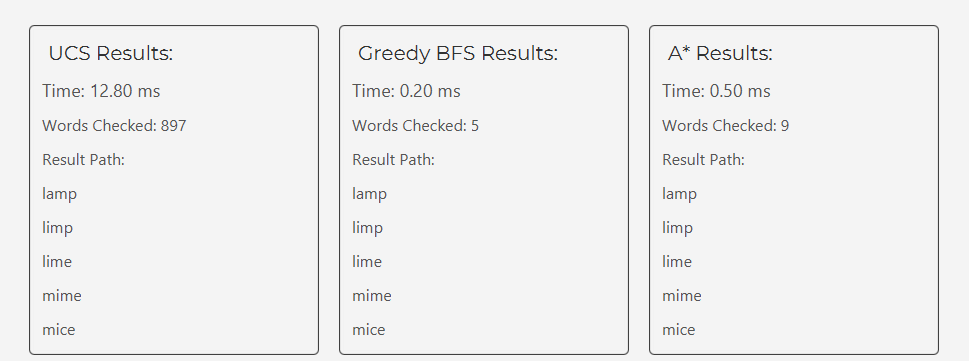 UCS Results:
Time: 12.80 ms
Words Checked: 897
Result Path:
lamp
limp
lime
mime
mice
Greedy BFS Results:
Time: 0.20 ms
Words Checked: 5
Result Path:
lamp
limp
lime
mime
mice
A* Results:
Time: 0.50 ms
Words Checked: 9
Result Path:
lamp
limp
lime
mime
mice